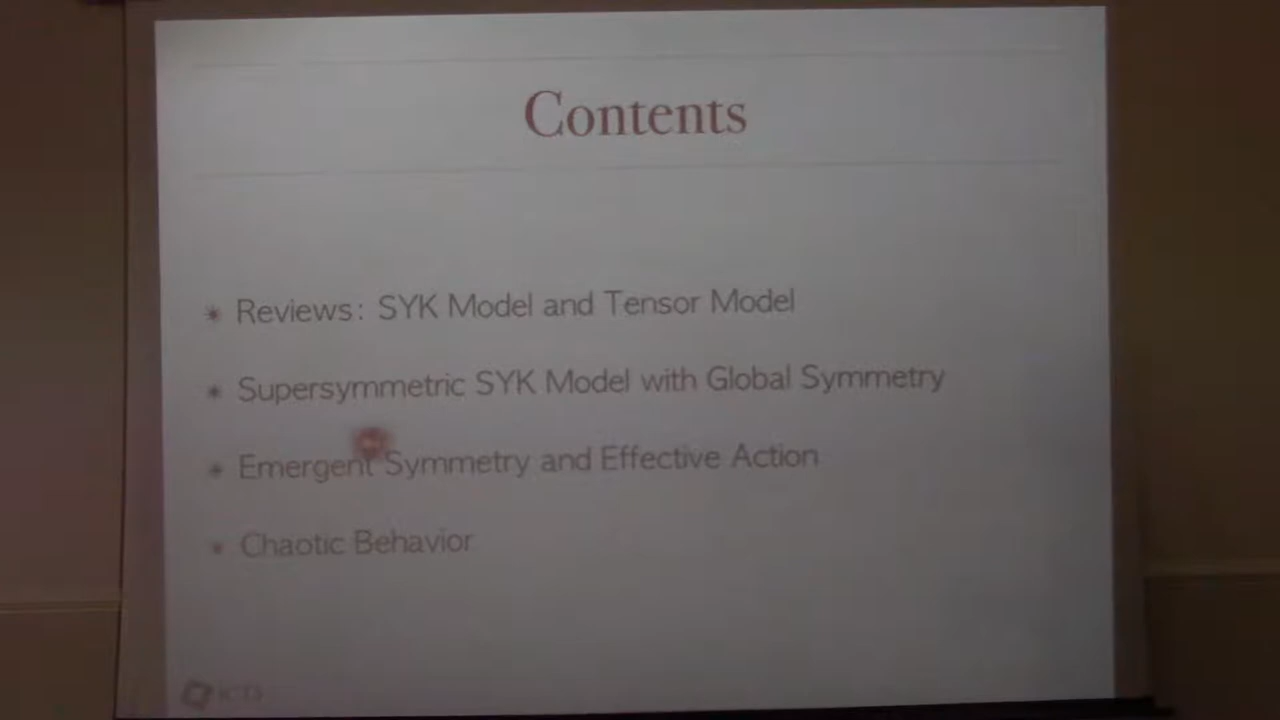 Contents
* Reviews: SYK Model and Tensor Model
* Supersymmetric SYK Model with Global Symmetry
* Emergent Symmetry and Effective Action
* Chaotic Behavior